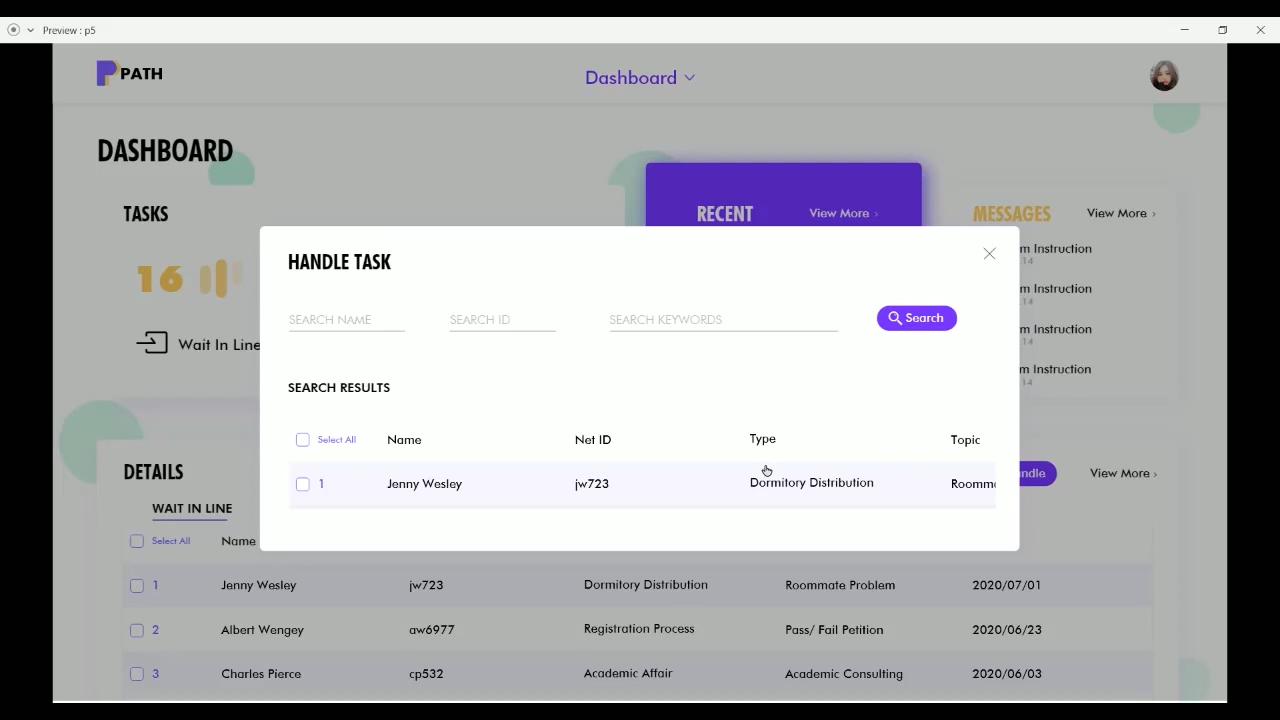 Preview : p5
PATH
Dashboard
DASHBOARD
TASKS
RECENT
View More ›
MESSAGES
View More ›
16
m Instruction
14
m Instruction
14
m Instruction
14
m Instruction
14
Wait In Line
HANDLE TASK
SEARCH NAME
SEARCH ID
SEARCH KEYWORDS
Search
SEARCH RESULTS
Select All Name Net ID Type Topic
1 Jenny Wesley jw723 Dormitory Distribution Roomm
DETAILS
ndle
View More ›
WAIT IN LINE
Select All Name
1 Jenny Wesley jw723 Dormitory Distribution Roommate Problem 2020/07/01
2 Albert Wengey aw6977 Registration Process Pass/ Fail Petition 2020/06/23
3 Charles Pierce cp532 Academic Affair Academic Consulting 2020/06/03